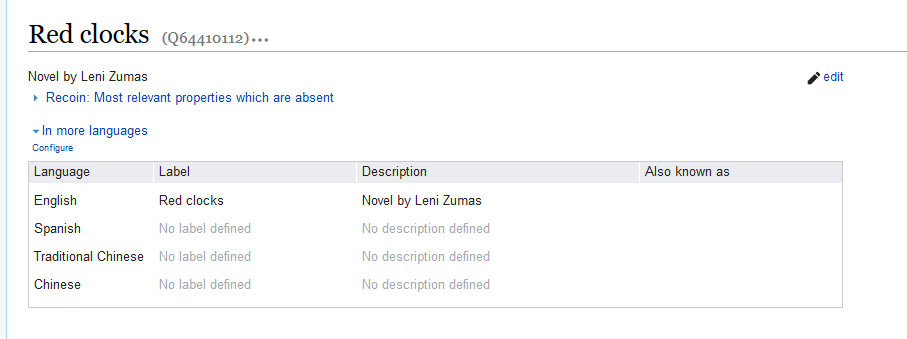 Red clocks (Q64410112)•••
Novel by Leni Zumas
edit
Recoin: Most relevant properties which are absent
In more languages
Configure
Language Label Description Also known as
English Red clocks Novel by Leni Zumas
Spanish No label defined No description defined
Traditional Chinese No label defined No description defined
Chinese No label defined No description defined